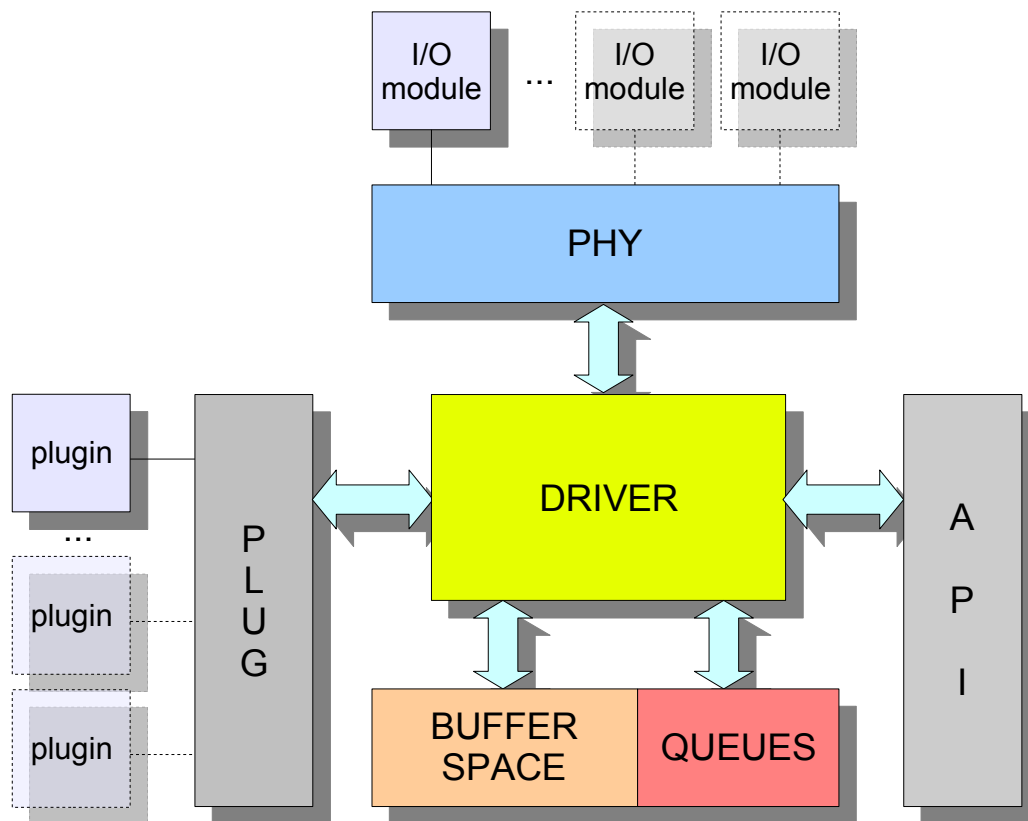 I/O
module
...
I/O
module
I/O
module
PHY
plugin
...
plugin
plugin
P
L
U
G
DRIVER
A
P
I
BUFFER
SPACE
QUEUES